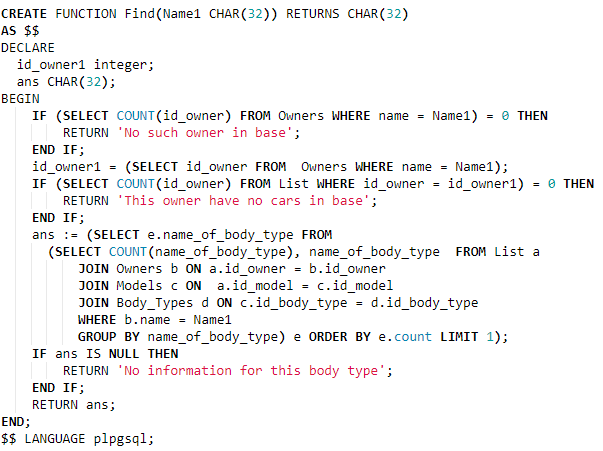 CREATE FUNCTION Find(Name1 CHAR(32)) RETURNS CHAR(32)
AS $$
DECLARE
  id_owner1 integer;
  ans CHAR(32);
BEGIN
    IF (SELECT COUNT(id_owner) FROM Owners WHERE name = Name1) = 0 THEN
        RETURN 'No such owner in base';
    END IF;
    id_owner1 = (SELECT id_owner FROM  Owners WHERE name = Name1);
    IF (SELECT COUNT(id_owner) FROM List WHERE id_owner = id_owner1) = 0 THEN
        RETURN 'This owner have no cars in base';
    END IF;
    ans := (SELECT e.name_of_body_type FROM
      (SELECT COUNT(name_of_body_type), name_of_body_type  FROM List a
          JOIN Owners b ON a.id_owner = b.id_owner
          JOIN Models c ON  a.id_model = c.id_model
          JOIN Body_Types d ON c.id_body_type = d.id_body_type
          WHERE b.name = Name1
          GROUP BY name_of_body_type) e ORDER BY e.count LIMIT 1);
    IF ans IS NULL THEN
        RETURN 'No information for this body type';
    END IF;
    RETURN ans;
END;
$$ LANGUAGE plpgsql;